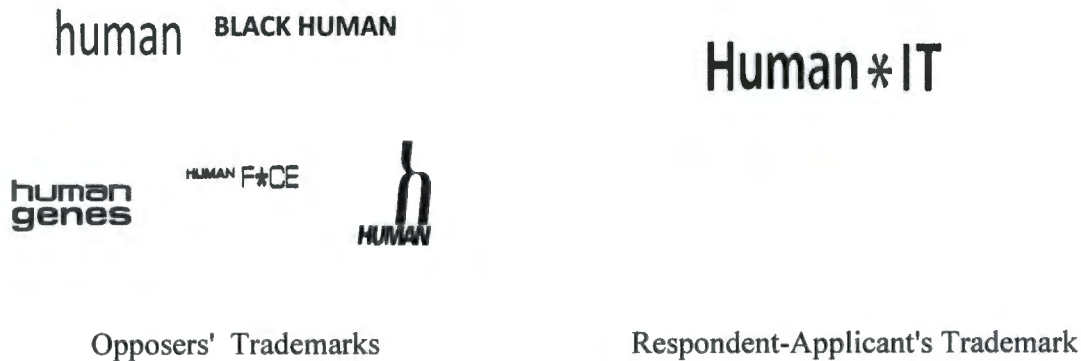 human BLACK HUMAN
Human * IT
human
genes
HUMAN F*CE
h
HUMAN
Opposers' Trademarks
Respondent-Applicant's Trademark